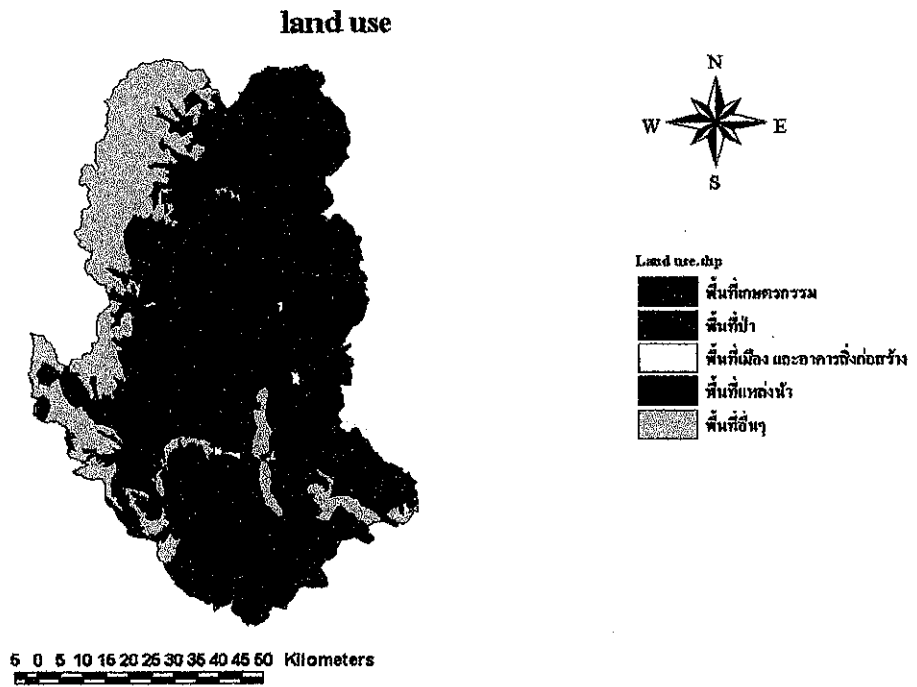 land use
N
W E
S
Land use.shp
พื้นที่เกษตรกรรม
พื้นที่ป่า
พื้นที่เมือง และอาคารสิ่งก่อสร้าง
พื้นที่แหล่งน้ำ
พื้นที่อื่นๆ
5 0 5 10 15 20 25 30 35 40 45 50 Kilometers